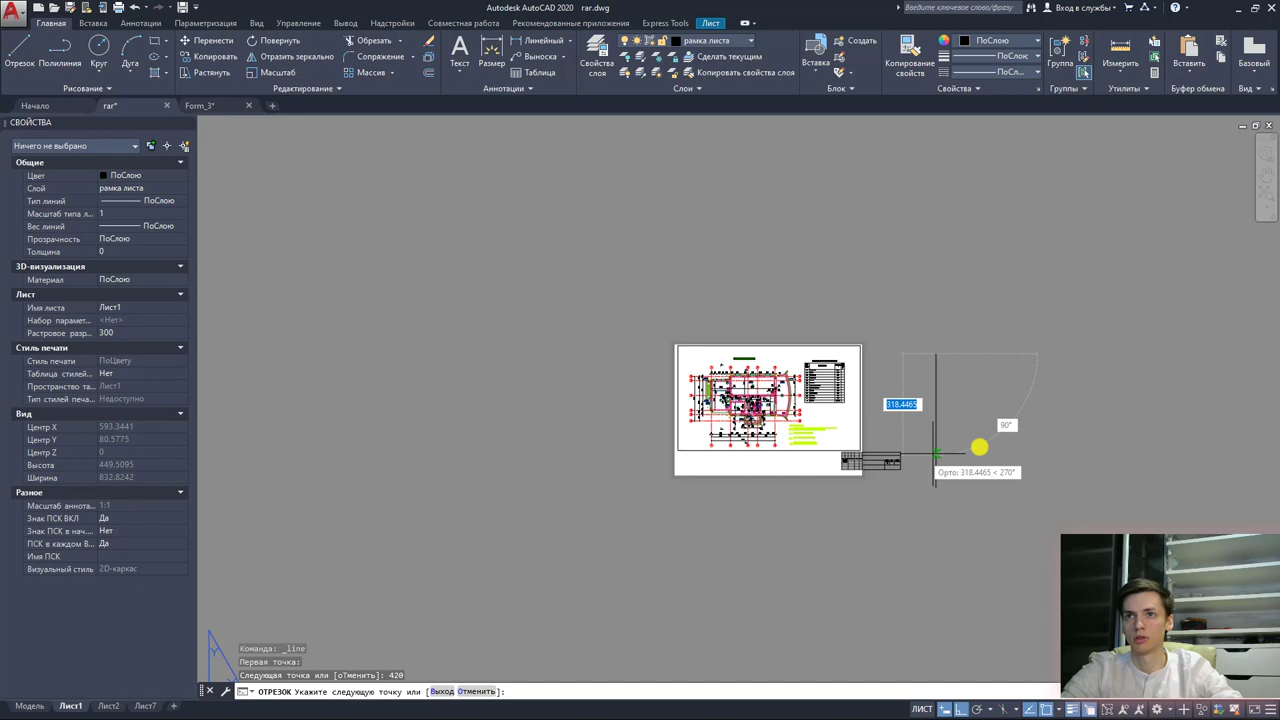 Autodesk AutoCAD 2020 rar.dwg
Введите ключевое слово/фразу
Вход в службы
Главная Вставка Аннотации Параметризация Вид Управление Вывод Надстройки Совместная работа Рекомендованные приложения Express Tools Лист
Отрезок Полилиния Круг Дуга
Перенести Повернуть Обрезать
Копировать Отразить зеркально Сопряжение
Растянуть Масштаб Массив
Текст Размер
Линейный
Выноска
Таблица
Свойства слоя
рамка листа
Сделать текущим
Копировать свойства слоя
Вставка
Создать
Копирование свойств
ПоСлою
ПоСлою
ПоСл...
Группа
Измерить
Вставить
Базовый
Рисование Редактирование Аннотации Слои Блок Свойства Группы Утилиты Буфер обмена Вид
Начало rar* Form_3*
СВОЙСТВА
Ничего не выбрано
Общие
Цвет ПоСлою
Слой рамка листа
Тип линий ПоСлою
Масштаб типа л... 1
Вес линий ПоСлою
Прозрачность ПоСлою
Толщина 0
3D-визуализация
Материал ПоСлою
Лист
Имя листа Лист1
Набор парамет... <Нет>
Растровое разр... 300
Стиль печати
Стиль печати ПоЦвету
Таблица стилей... Нет
Пространство та... Лист1
Тип стилей печа... Недоступно
Вид
Центр X 593.3441
Центр Y 80.5775
Центр Z 0
Высота 449.5095
Ширина 832.8242
Разное
Масштаб аннота... 1:1
Знак ПСК ВКЛ Да
Знак ПСК в нач.... Нет
ПСК в каждом В... Да
Имя ПСК
Визуальный стиль 2D-каркас
318.4465
90°
Орто: 318.4465 < 270°
Y
Команда: _line
Первая точка:
Следующая точка или [оТменить]: 420
ОТРЕЗОК Укажите следующую точку или [Выход Отменить]:
Модель Лист1 Лист2 Лист7 +
ЛИСТ